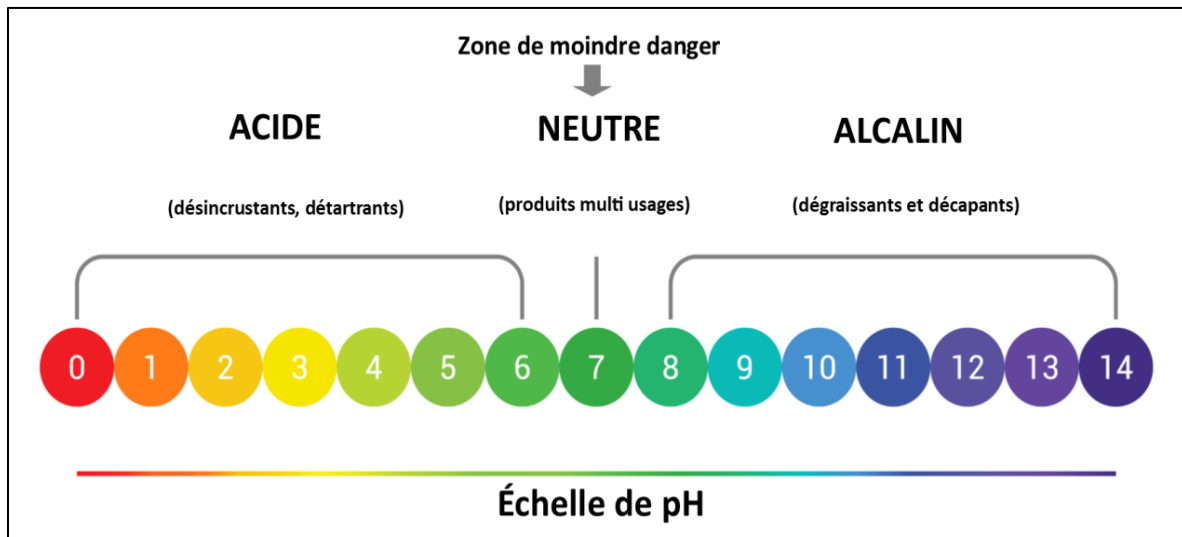 Zone de moindre danger
ACIDE NEUTRE ALCALIN
(désincrustants, détartrants) (produits multi usages) (dégraissants et décapants)
0 1 2 3 4 5 6 7 8 9 10 11 12 13 14
Échelle de pH